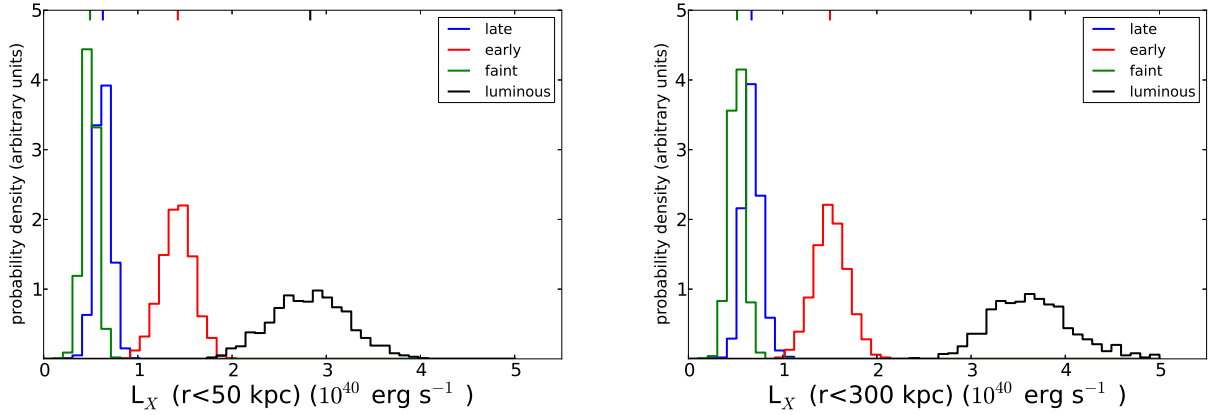 5
4
3
2
1
probability density (arbitrary units)
late
early
faint
luminous
0 1 2 3 4 5
L_X (r<50 kpc) (10^40 erg s^−1 )
5
4
3
2
1
probability density (arbitrary units)
late
early
faint
luminous
0 1 2 3 4 5
L_X (r<300 kpc) (10^40 erg s^−1 )